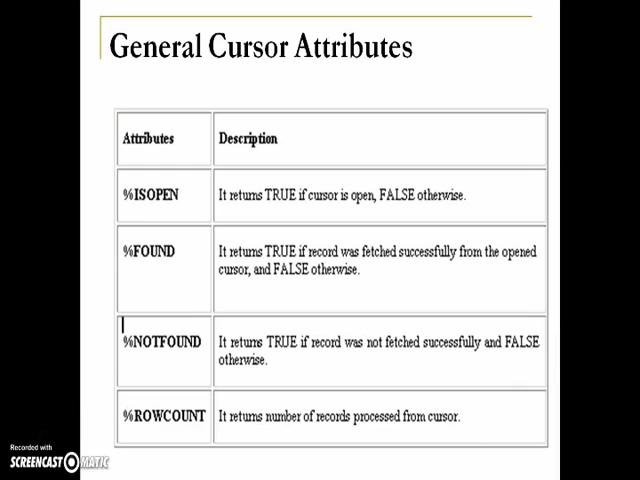 General Cursor Attributes
Attributes
Description
%ISOPEN
It returns TRUE if cursor is open, FALSE otherwise.
%FOUND
It returns TRUE if record was fetched successfully from the opened
cursor, and FALSE otherwise.
%NOTFOUND
It returns TRUE if record was not fetched successfully and FALSE
otherwise.
%ROWCOUNT
It returns number of records processed from cursor.
Recorded with
SCREENCAST-O-MATIC